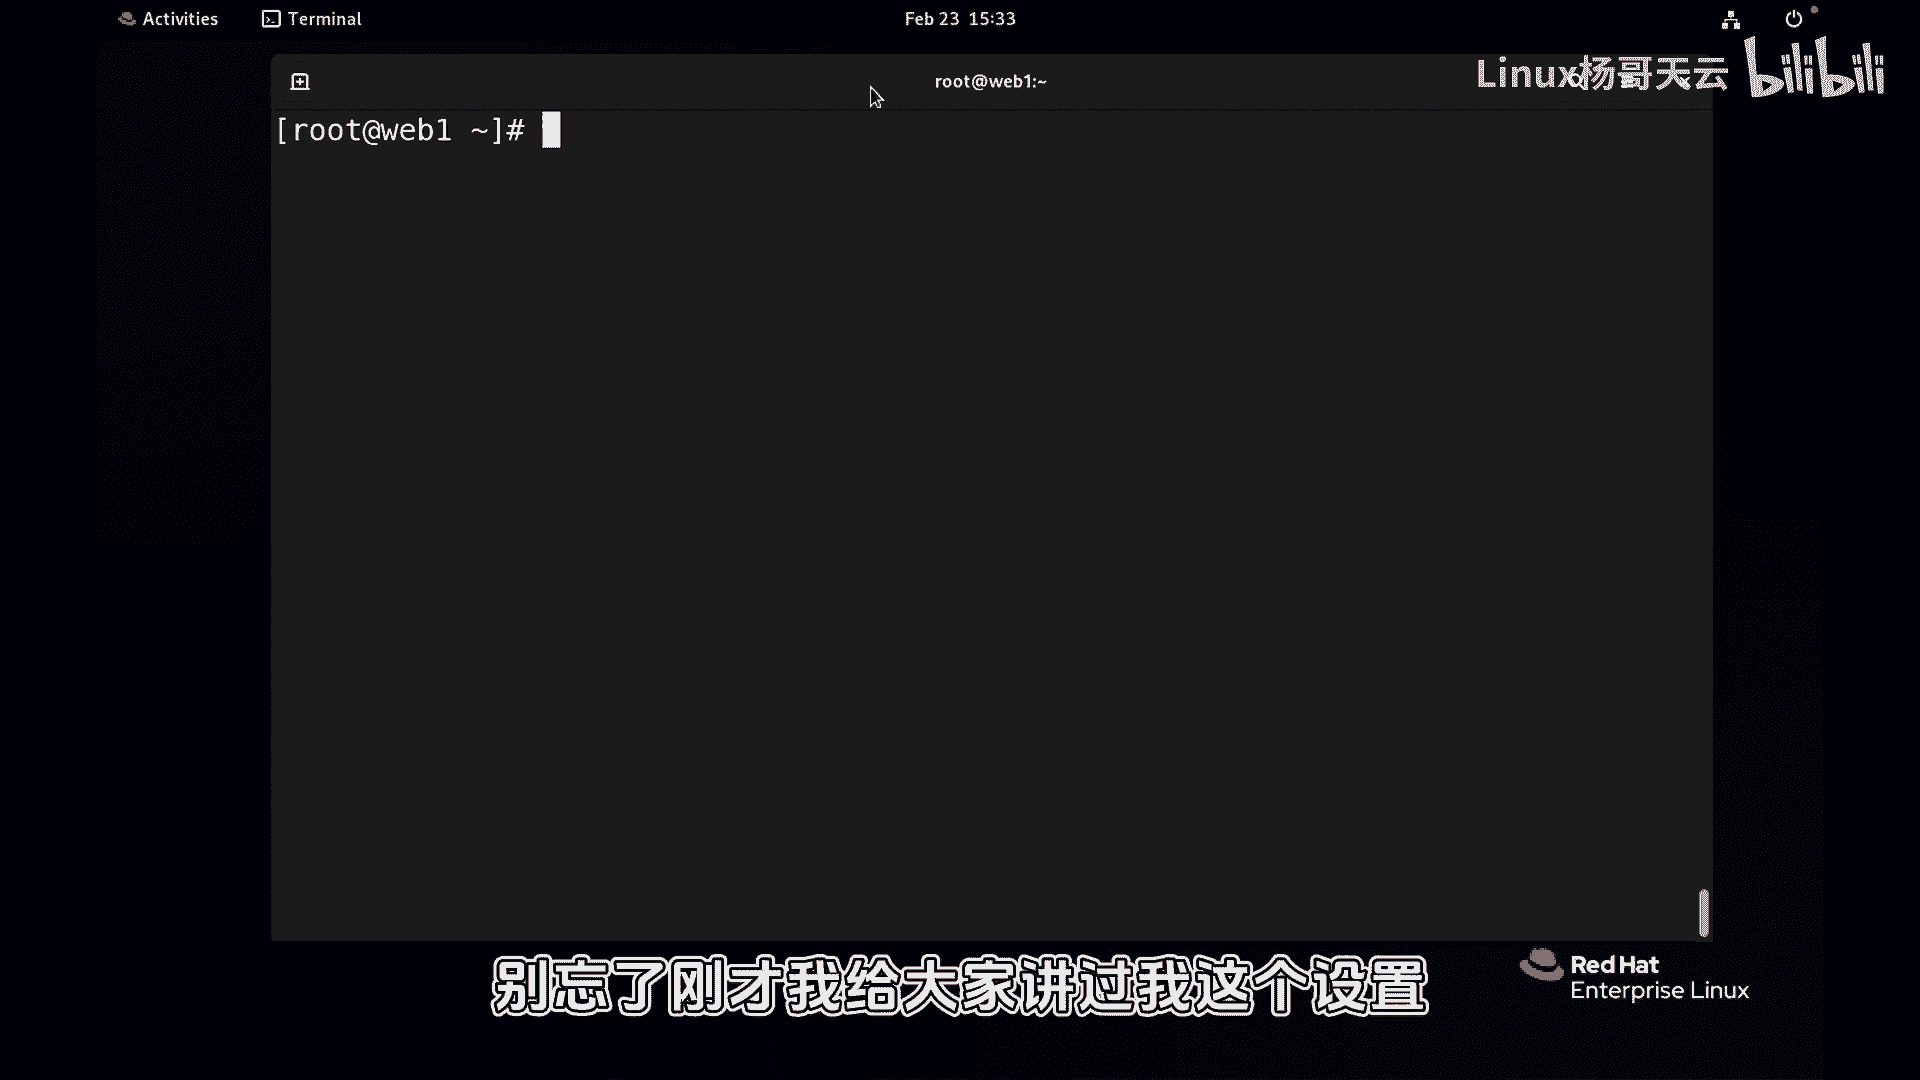 Activities
Terminal
Feb 23 15:33
root@web1:~
Linux杨哥天云 bilibili
[root@web1 ~]#
别忘了刚才我给大家讲过我这个设置
Red Hat
Enterprise Linux